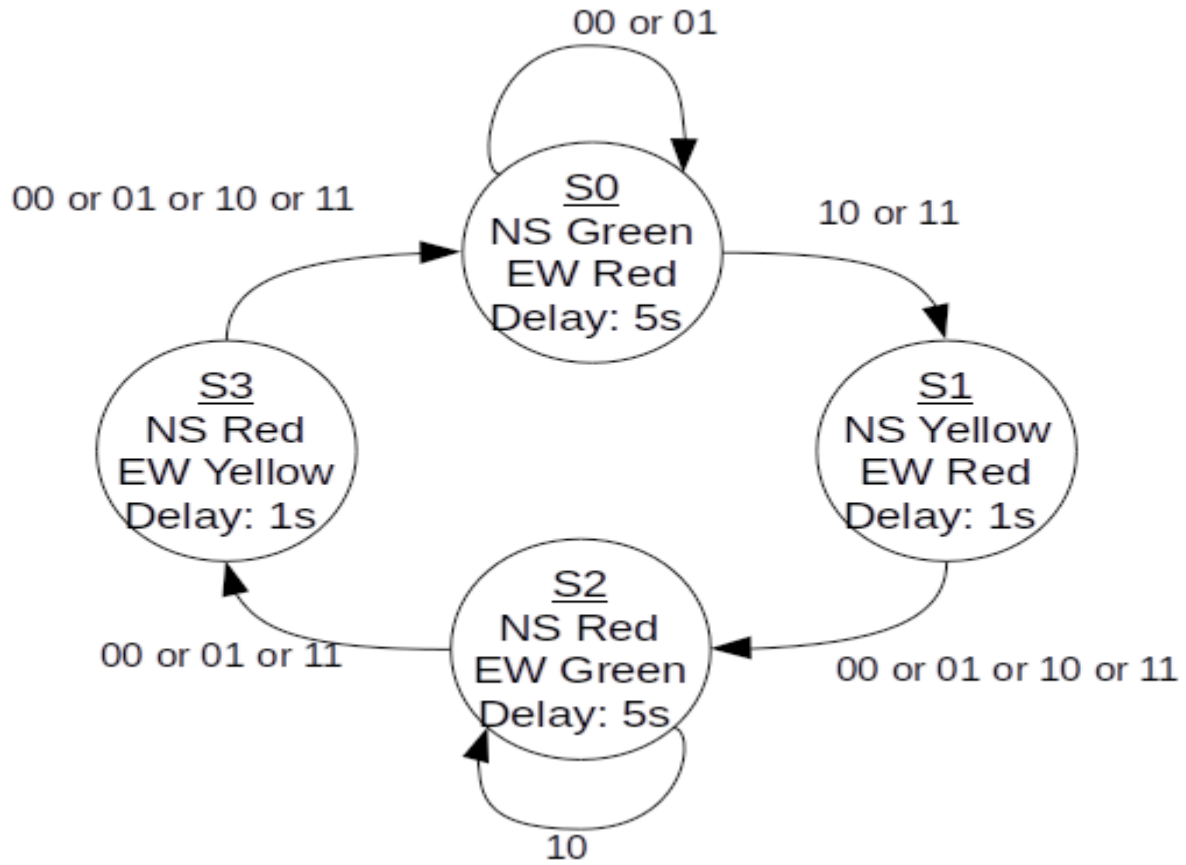 00 or 01
S0
NS Green
EW Red
Delay: 5s
00 or 01 or 10 or 11
10 or 11
S3
NS Red
EW Yellow
Delay: 1s
S1
NS Yellow
EW Red
Delay: 1s
S2
NS Red
EW Green
Delay: 5s
00 or 01 or 11
00 or 01 or 10 or 11
10